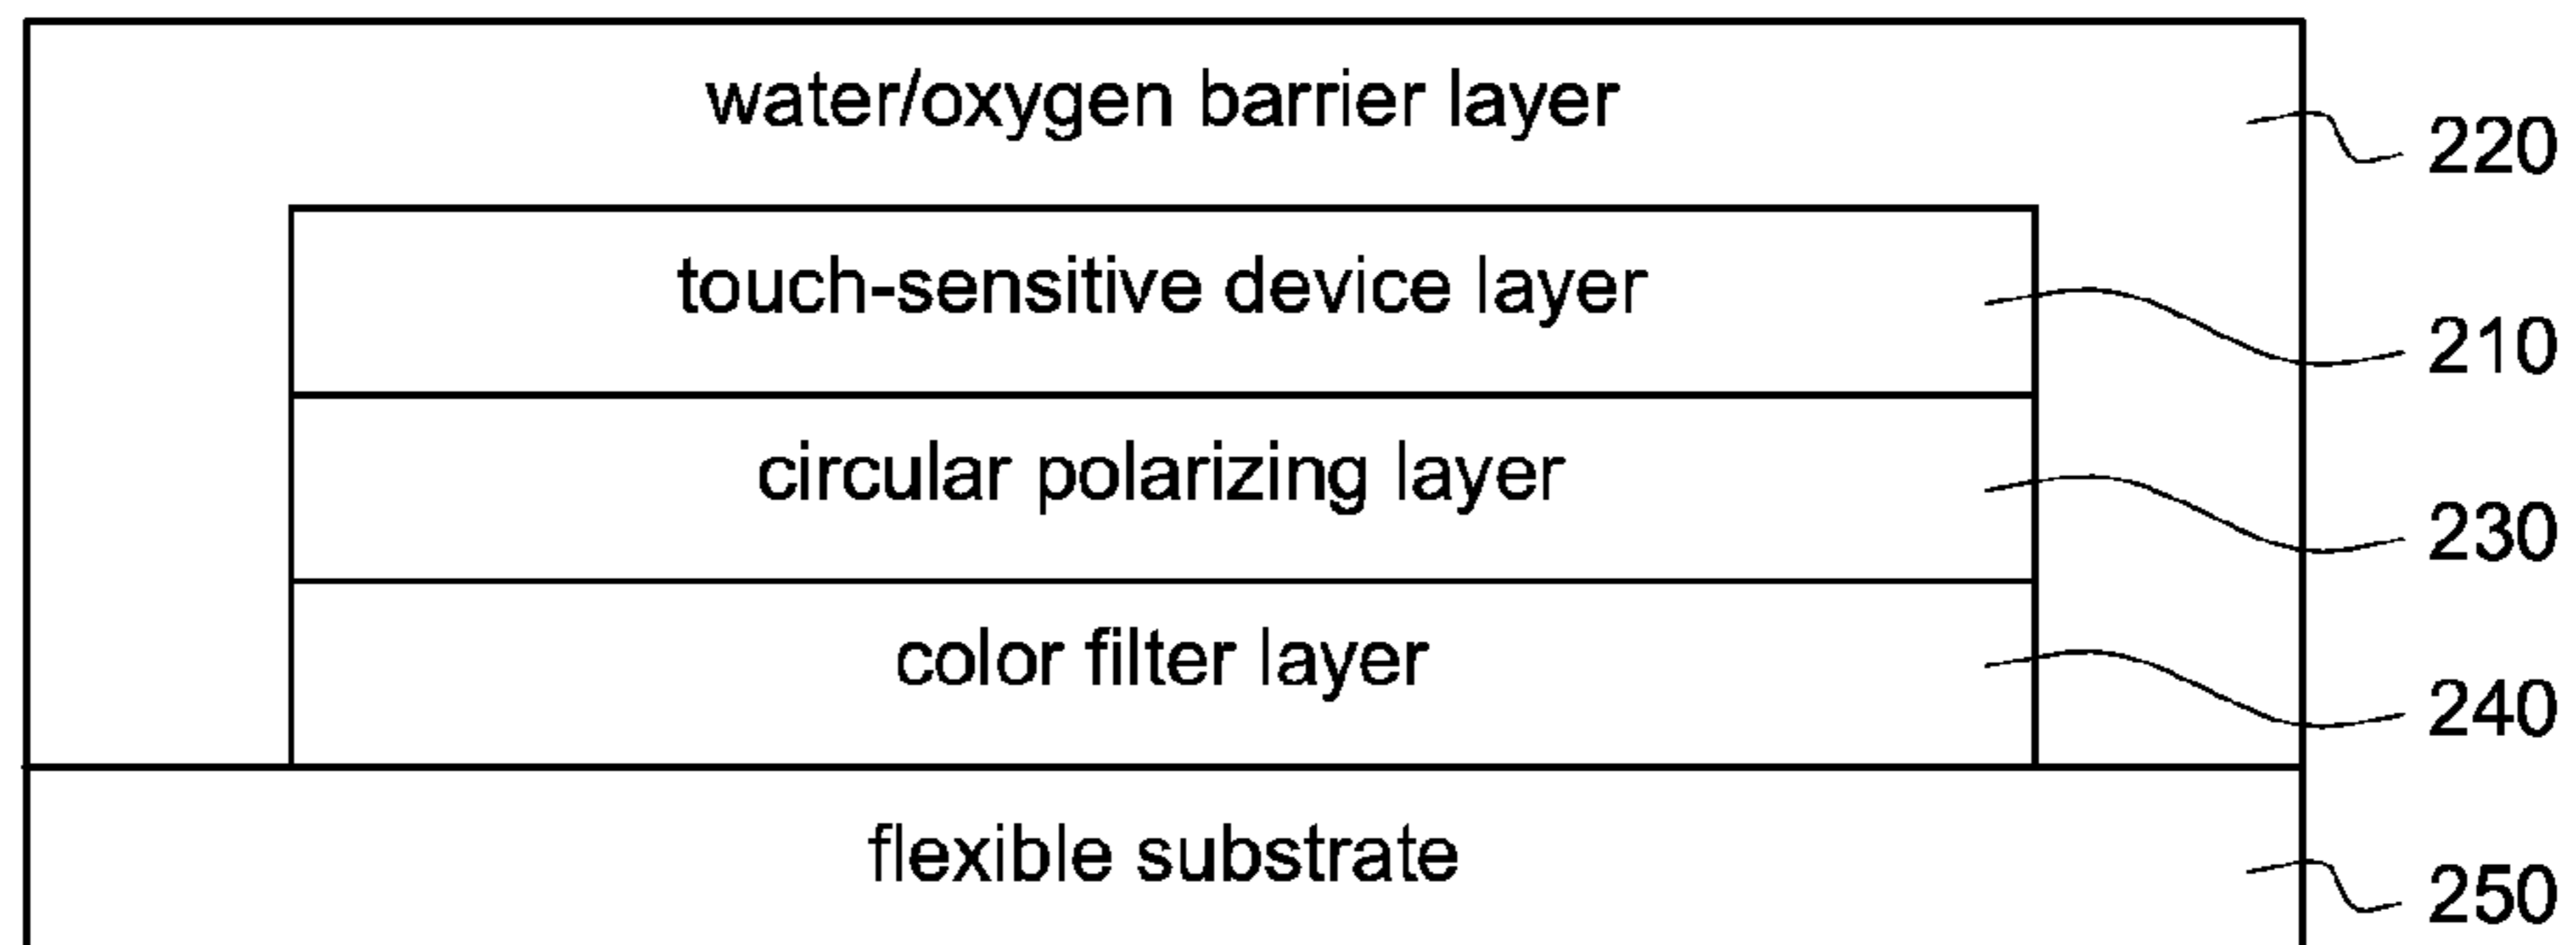 water/oxygen barrier layer
220
touch-sensitive device layer
210
circular polarizing layer
230
color filter layer
240
flexible substrate
250